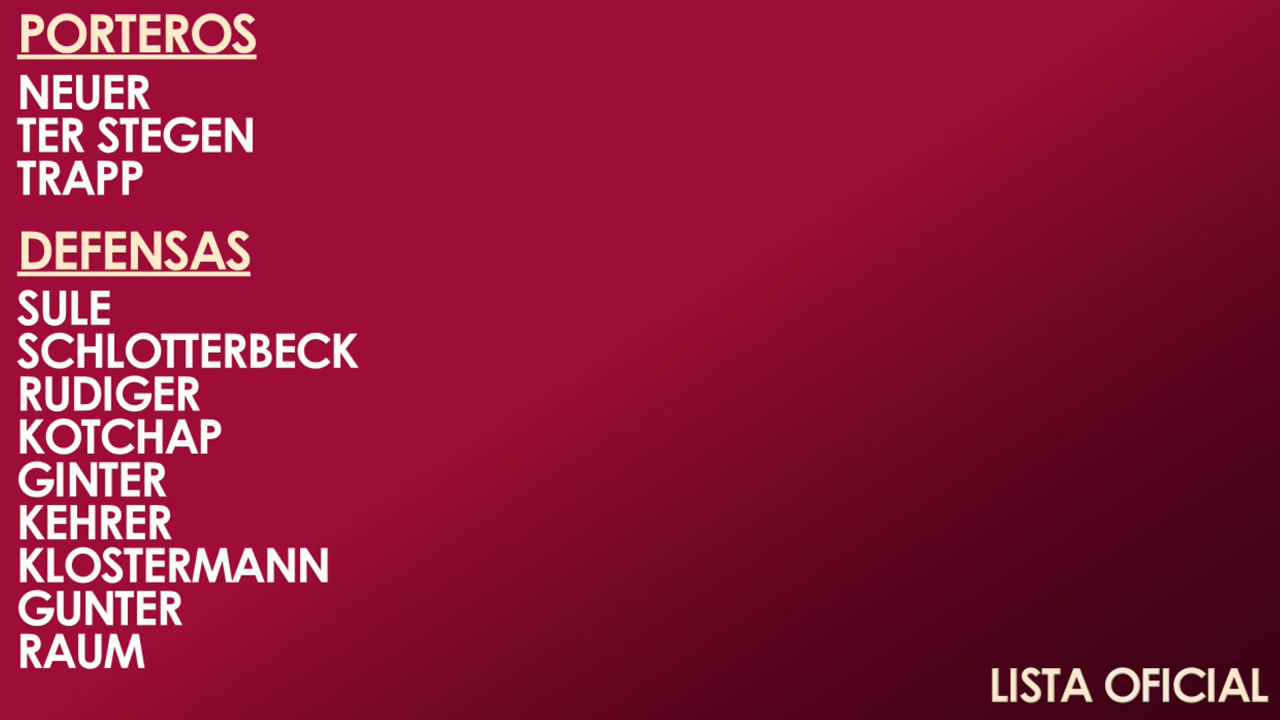 PORTEROS
NEUER
TER STEGEN
TRAPP
DEFENSAS
SULE
SCHLOTTERBECK
RUDIGER
KOTCHAP
GINTER
KEHRER
KLOSTERMANN
GUNTER
RAUM
LISTA OFICIAL